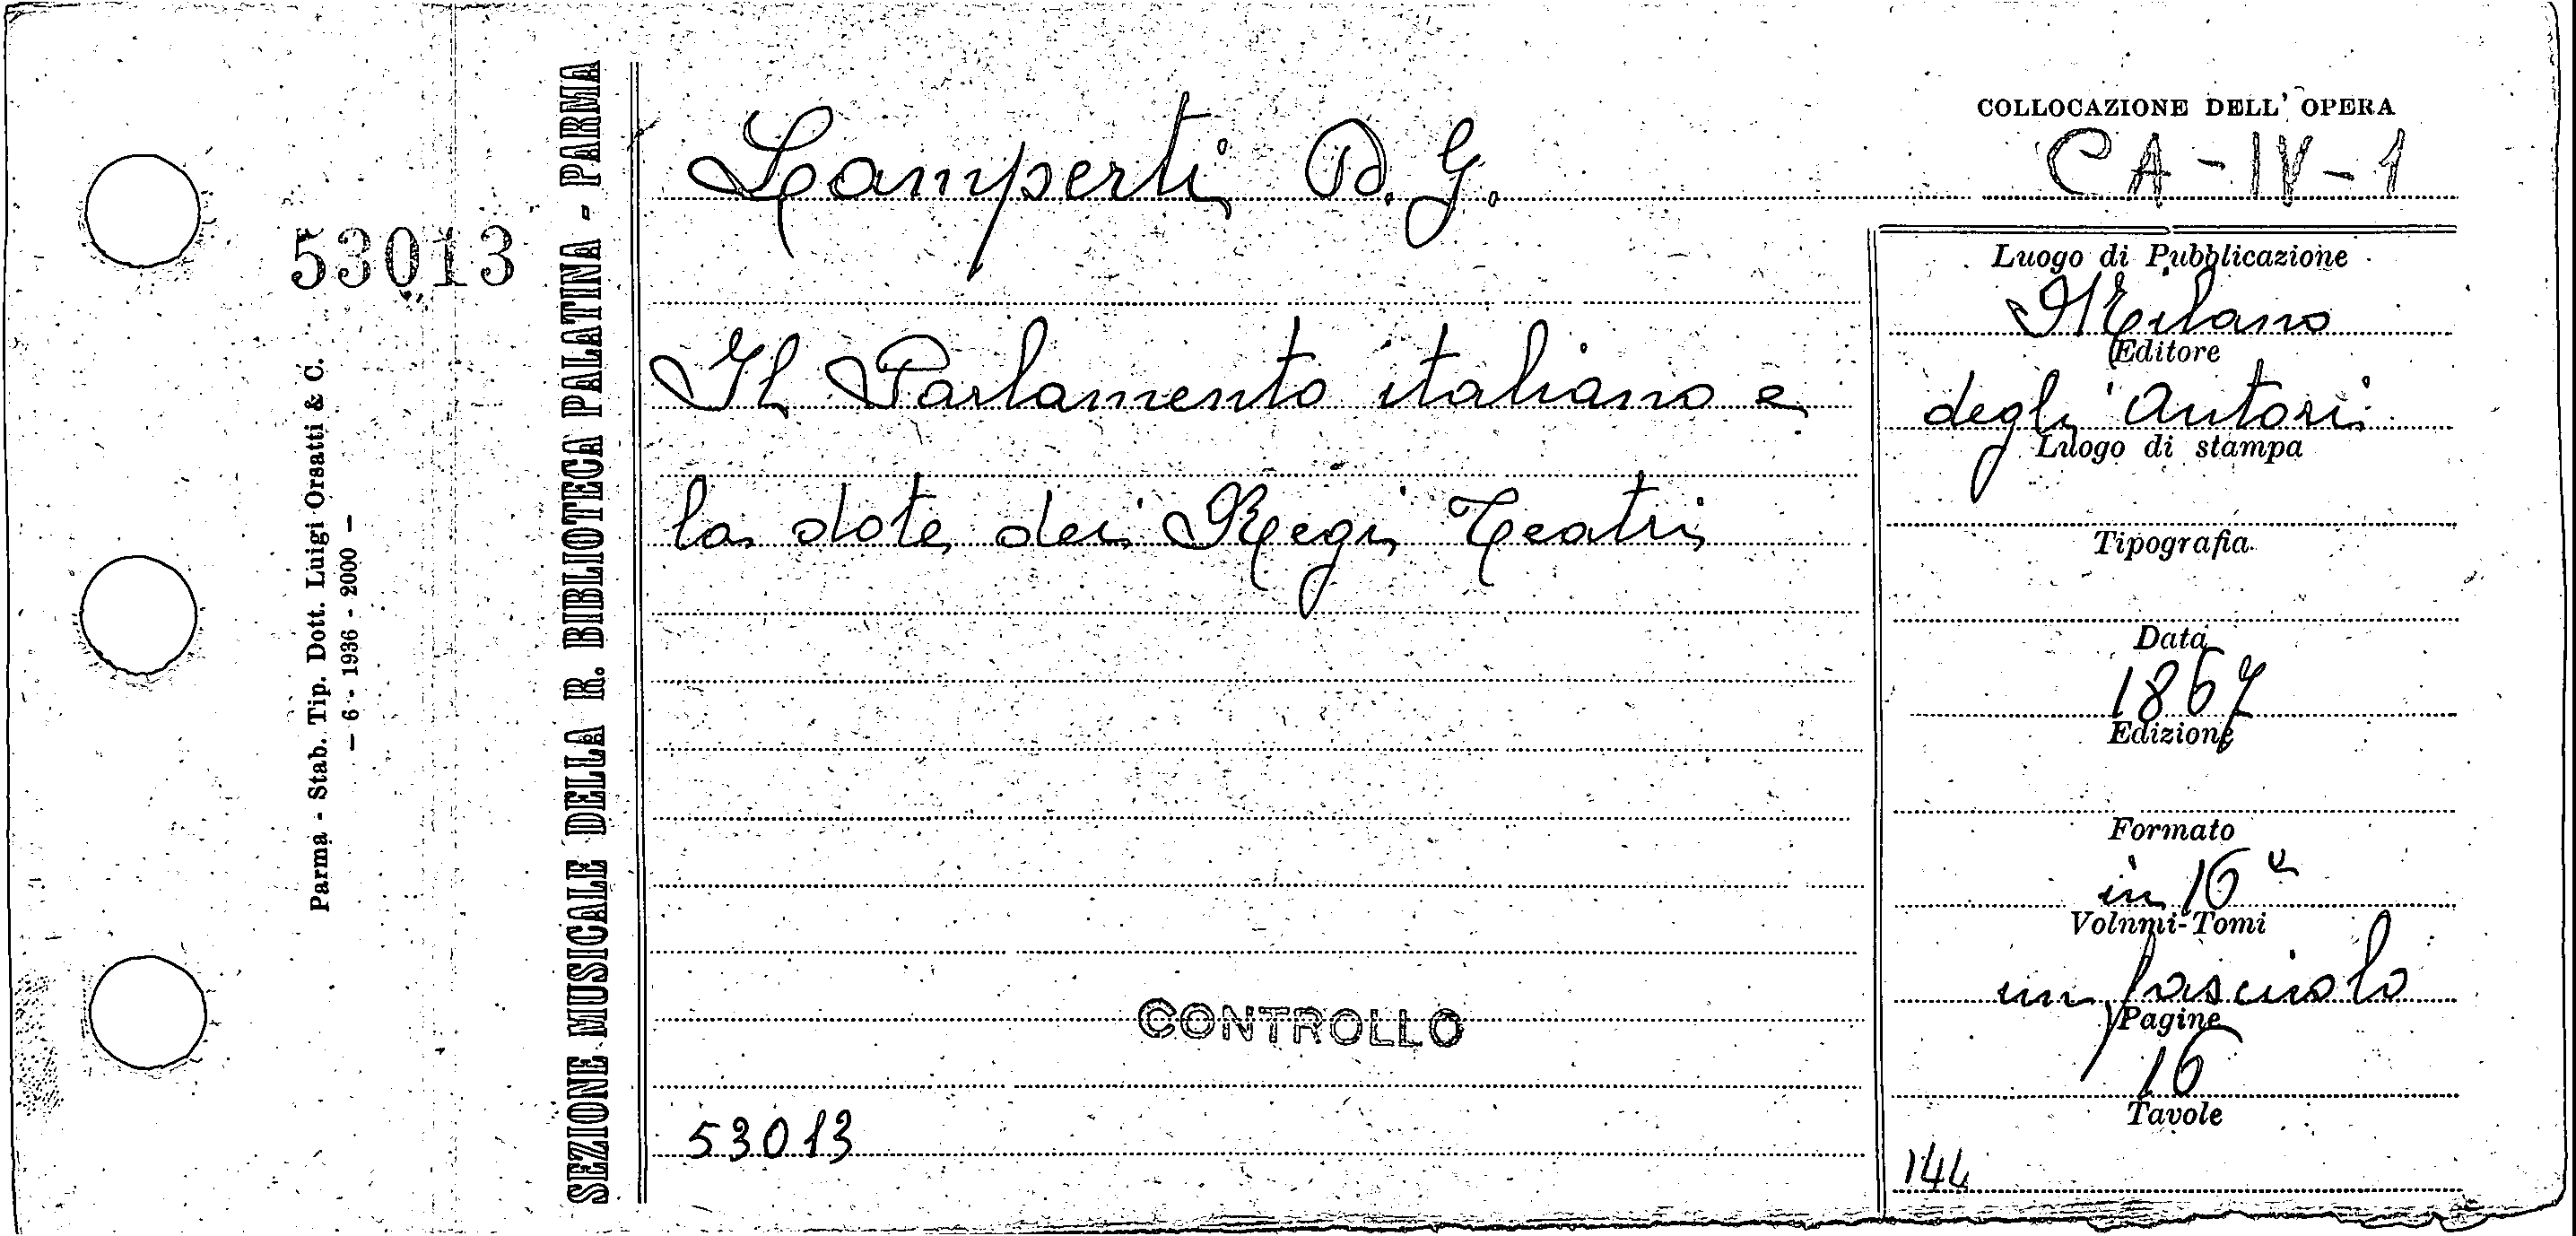 53013
Parma - Stab. Tip. Dott. Luigi Orsatti & C.
— 6 - 1936 - 2000 —
SEZIONE MUSICALE DELLA R. BIBLIOTECA PALATINA - PARMA
Lamperti D. G.
Il Parlamento italiano e
la dote dei Regi Teatri
CONTROLLO
53013
COLLOCAZIONE DELL' OPERA
CA - IV - 1
Luogo di Pubblicazione
Milano
Editore
degli autori
Luogo di stampa
Tipografia
Data
1867
Edizione
Formato
in 16º
Volnmi-Tomi
un fascicolo
Pagine
16
Tavole
144